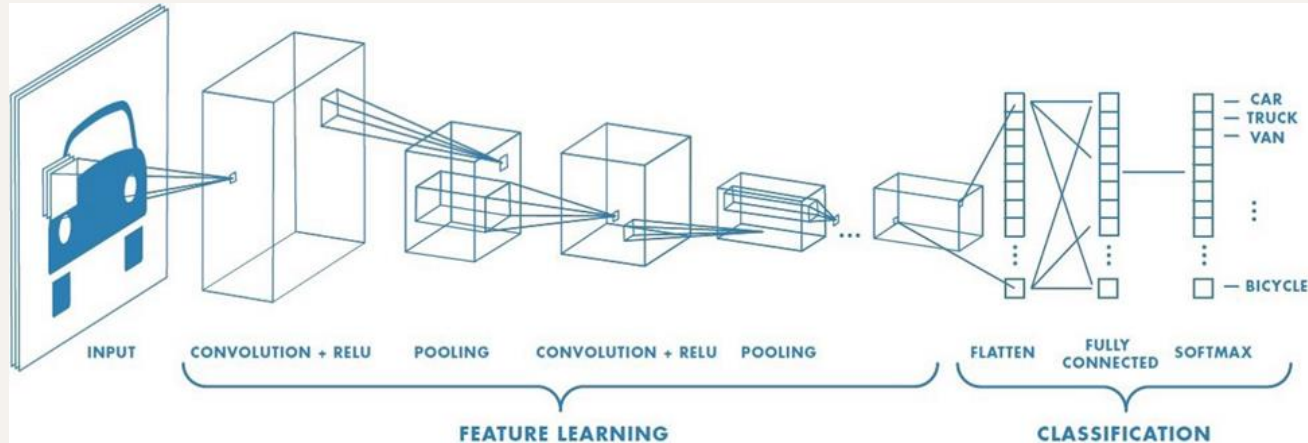 CAR
TRUCK
VAN
BICYCLE
INPUT
CONVOLUTION + RELU
POOLING
CONVOLUTION + RELU
POOLING
FLATTEN
FULLY
CONNECTED
SOFTMAX
FEATURE LEARNING
CLASSIFICATION